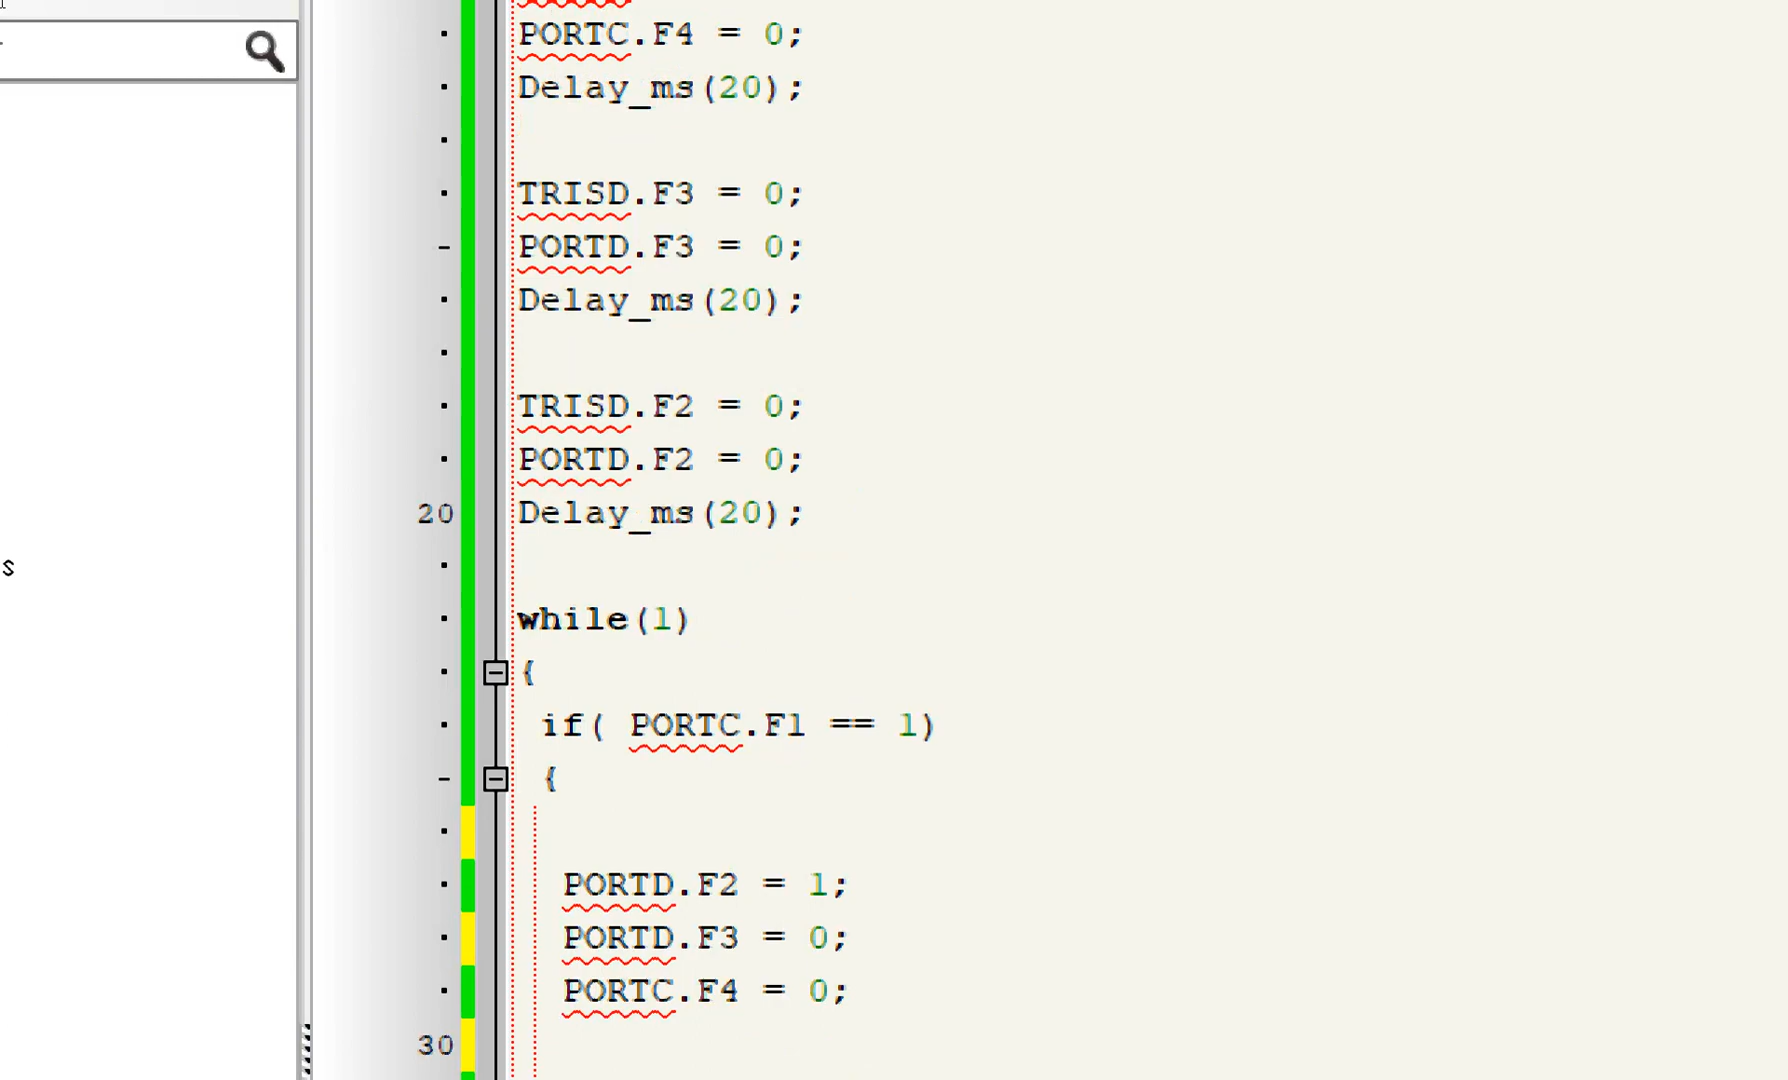 PORTC.F4 = 0;
Delay_ms(20);
TRISD.F3 = 0;
PORTD.F3 = 0;
Delay_ms(20);
TRISD.F2 = 0;
PORTD.F2 = 0;
20 Delay_ms(20);
s
while(1)
{
if( PORTC.F1 == 1)
{
PORTD.F2 = 1;
PORTD.F3 = 0;
PORTC.F4 = 0;
30